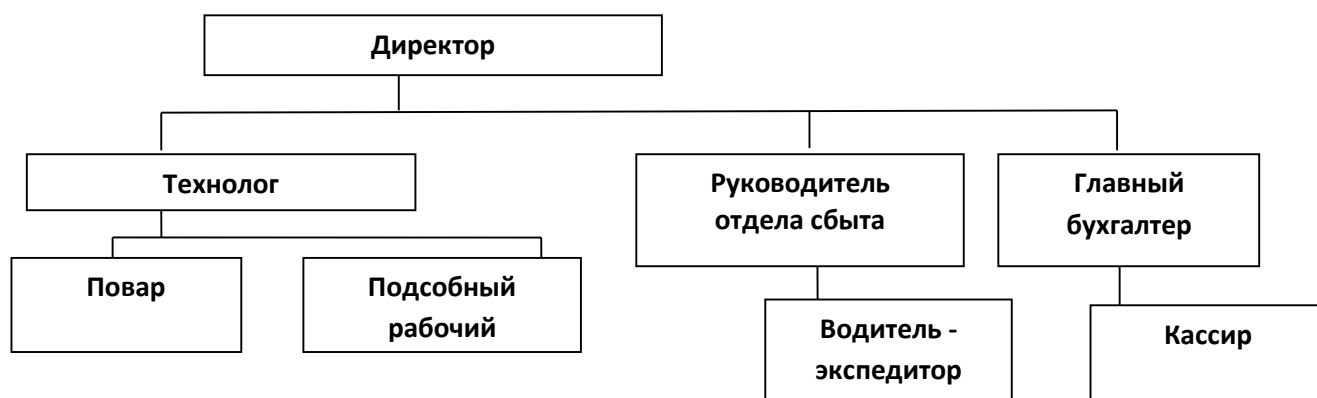 Директор
Технолог
Руководитель
отдела сбыта
Главный
бухгалтер
Повар
Подсобный
рабочий
Водитель -
экспедитор
Кассир